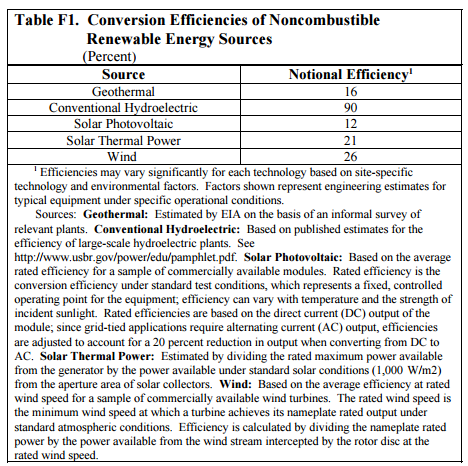 Table F1.  Conversion Efficiencies of Noncombustible
Renewable Energy Sources
(Percent)
Source Notional Efficiency¹
Geothermal 16
Conventional Hydroelectric 90
Solar Photovoltaic 12
Solar Thermal Power 21
Wind 26
¹ Efficiencies may vary significantly for each technology based on site-specific
technology and environmental factors.  Factors shown represent engineering estimates for
typical equipment under specific operational conditions.
Sources:  Geothermal:  Estimated by EIA on the basis of an informal survey of
relevant plants.  Conventional Hydroelectric:  Based on published estimates for the
efficiency of large-scale hydroelectric plants.  See
http://www.usbr.gov/power/edu/pamphlet.pdf.  Solar Photovoltaic:  Based on the average
rated efficiency for a sample of commercially available modules.  Rated efficiency is the
conversion efficiency under standard test conditions, which represents a fixed, controlled
operating point for the equipment; efficiency can vary with temperature and the strength of
incident sunlight.  Rated efficiencies are based on the direct current (DC) output of the
module; since grid-tied applications require alternating current (AC) output, efficiencies
are adjusted to account for a 20 percent reduction in output when converting from DC to
AC.  Solar Thermal Power:  Estimated by dividing the rated maximum power available
from the generator by the power available under standard solar conditions (1,000 W/m2)
from the aperture area of solar collectors.  Wind:  Based on the average efficiency at rated
wind speed for a sample of commercially available wind turbines.  The rated wind speed is
the minimum wind speed at which a turbine achieves its nameplate rated output under
standard atmospheric conditions.  Efficiency is calculated by dividing the nameplate rated
power by the power available from the wind stream intercepted by the rotor disc at the
rated wind speed.